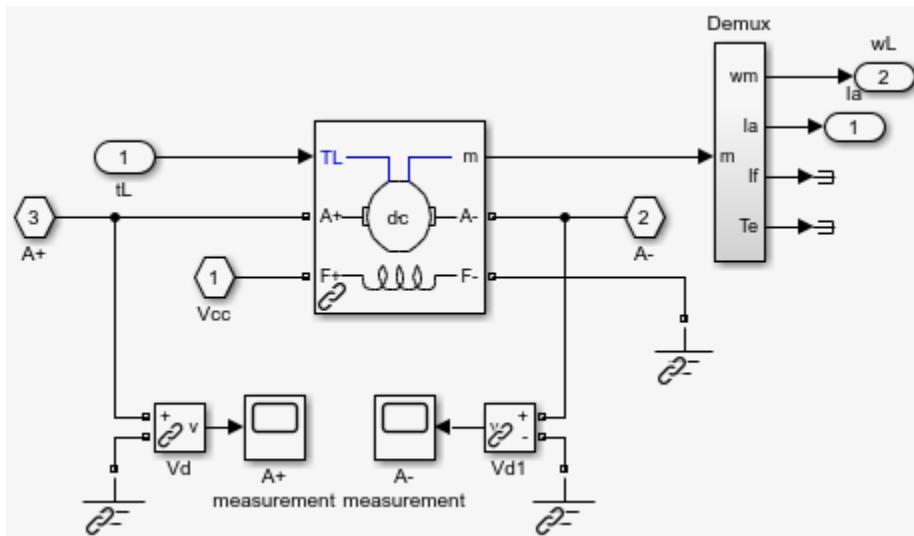 Demux
wL
wm
2
Ia
Ia
1
1
TL
m
m
tL
If
3
A+
dc
A-
2
Te
A+
A-
1
F+
F-
Vcc
+
v
v
+
-
Vd
A+
A-
Vd1
measurement
measurement